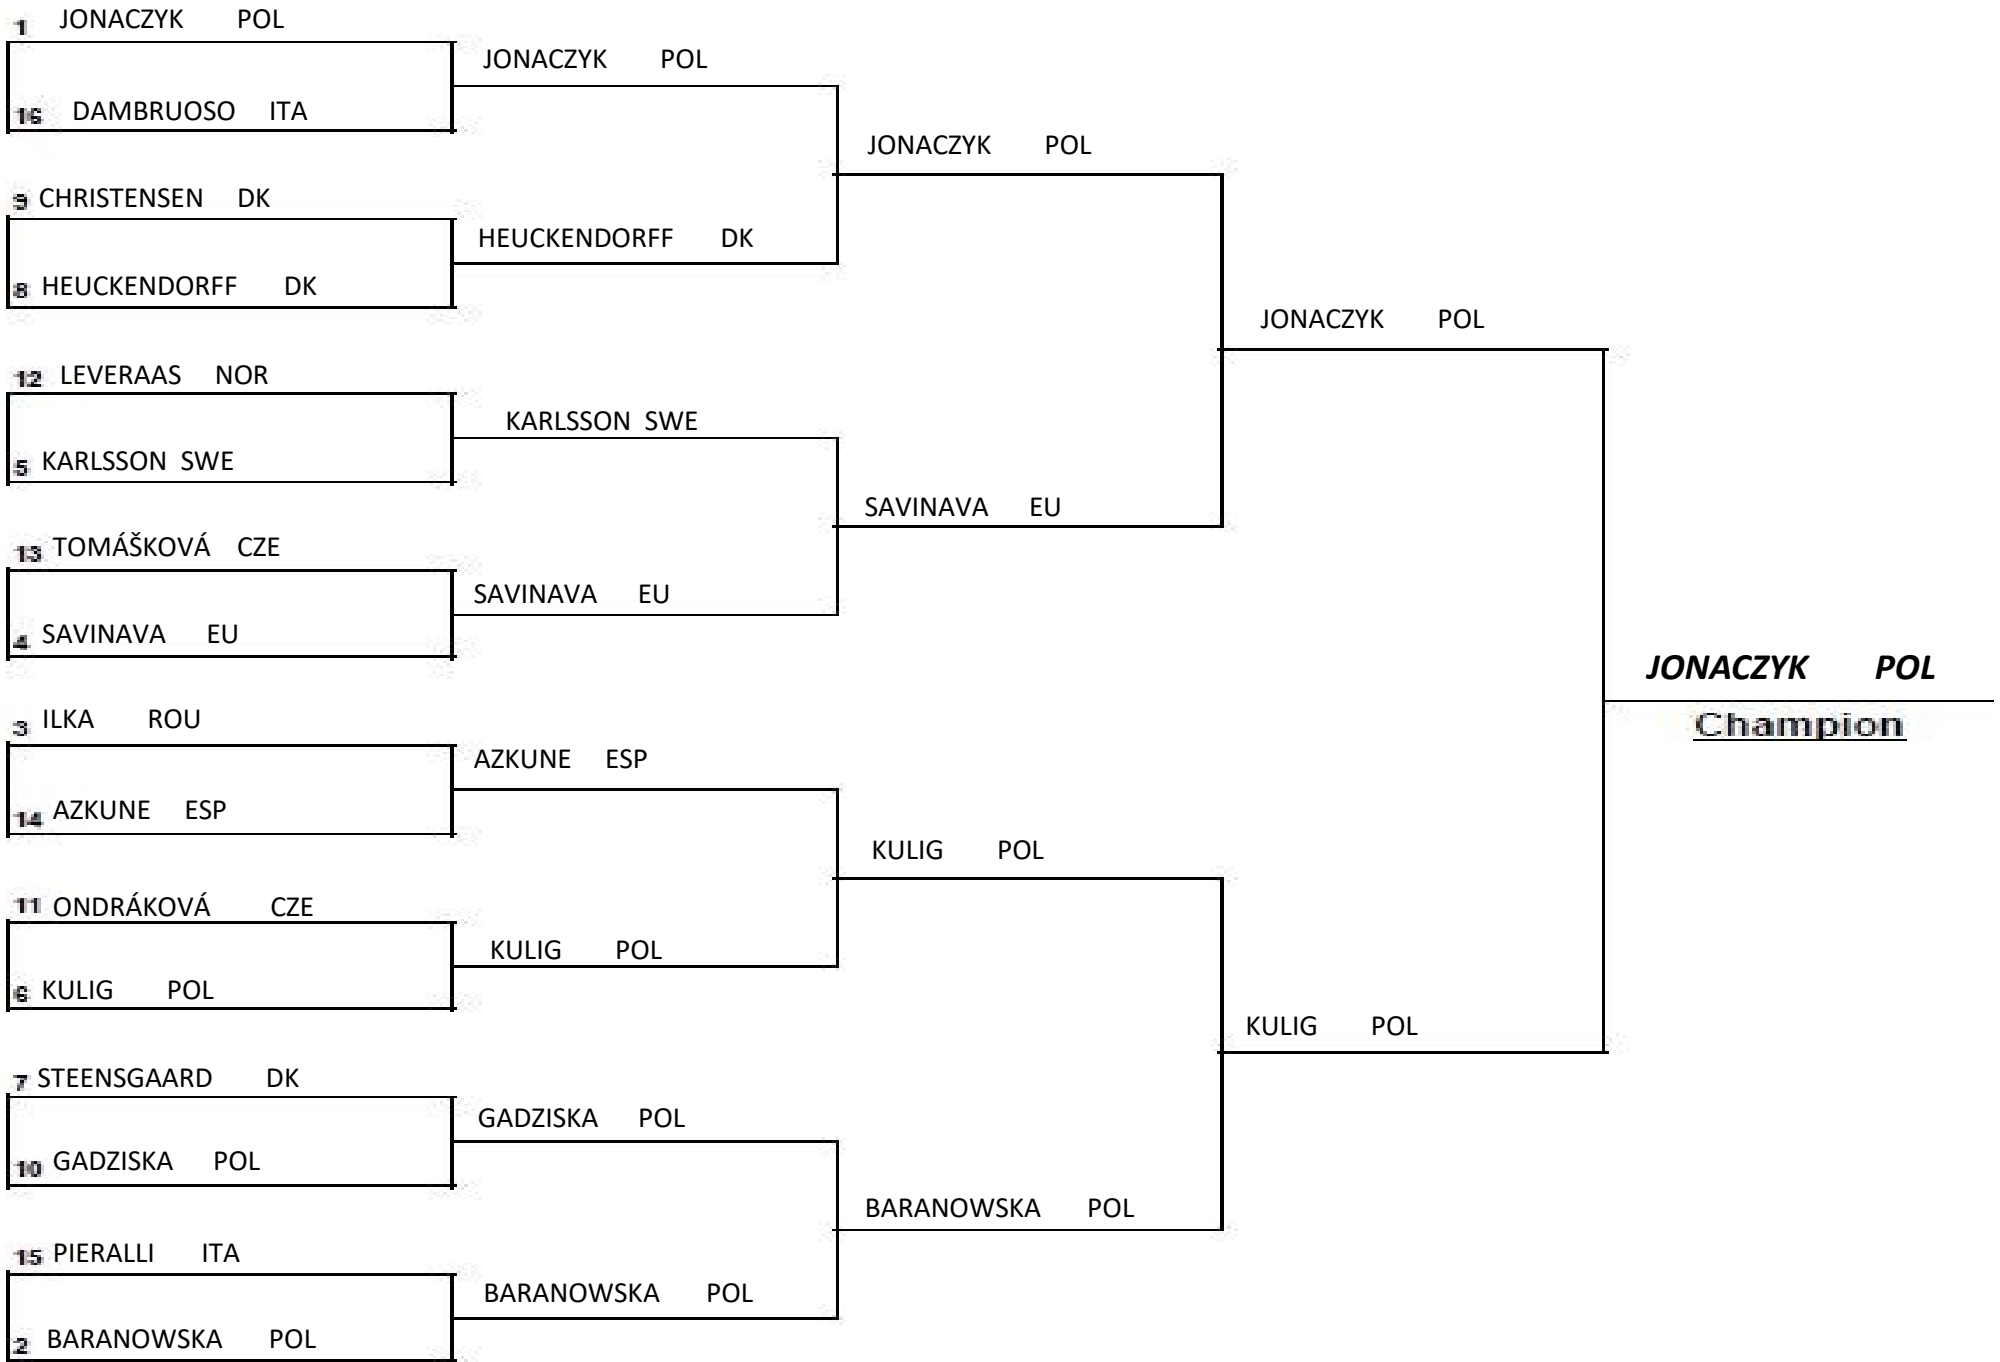 1 JONACZYK POL
JONACZYK POL
16 DAMBRUOSO ITA
JONACZYK POL
9 CHRISTENSEN DK
HEUCKENDORFF DK
8 HEUCKENDORFF DK
JONACZYK POL
12 LEVERAAS NOR
KARLSSON SWE
5 KARLSSON SWE
SAVINAVA EU
13 TOMÁŠKOVÁ CZE
SAVINAVA EU
4 SAVINAVA EU
JONACZYK POL
Champion
3 ILKA ROU
AZKUNE ESP
14 AZKUNE ESP
KULIG POL
11 ONDRÁKOVÁ CZE
KULIG POL
6 KULIG POL
KULIG POL
7 STEENSGAARD DK
GADZISKA POL
10 GADZISKA POL
BARANOWSKA POL
15 PIERALLI ITA
BARANOWSKA POL
2 BARANOWSKA POL